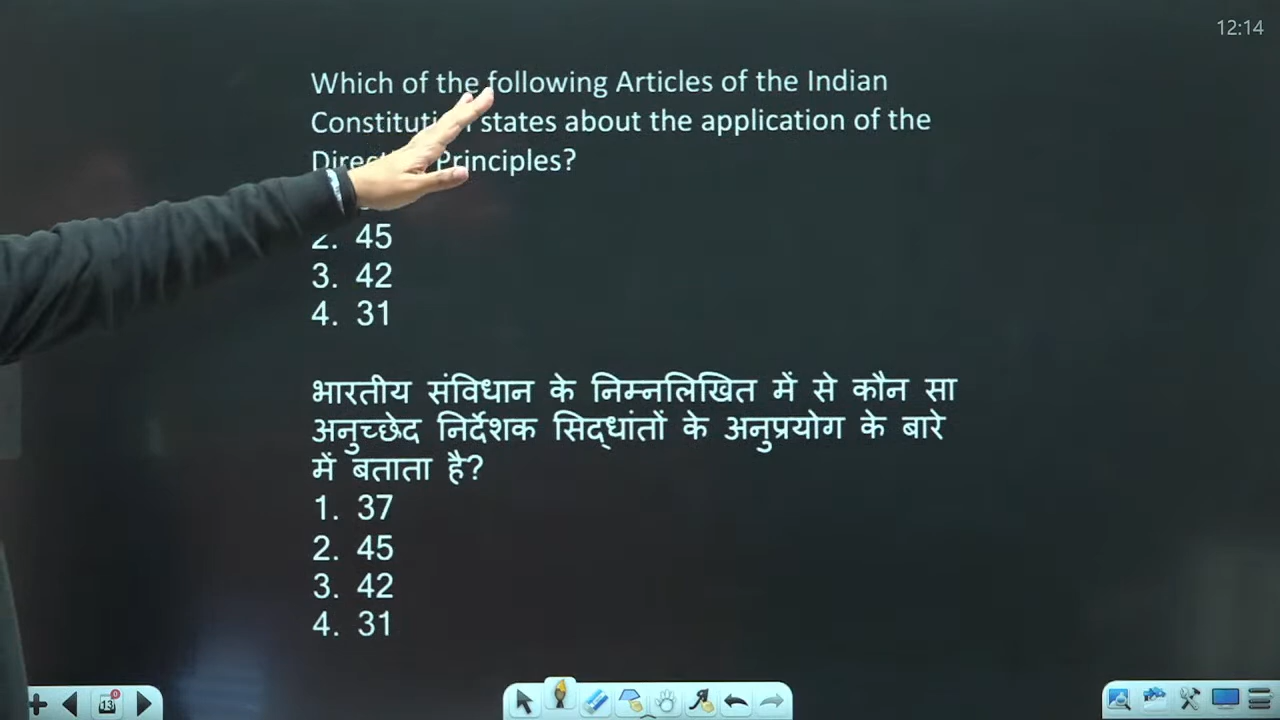 12:14
Which of the following Articles of the Indian
Constitution states about the application of the
Principles?
2. 45
3. 42
4. 31
भारतीय संविधान के निम्नलिखित में से कौन सा
अनुच्छेद निर्देशक सिद्धांतों के अनुप्रयोग के बारे
में बताता है?
1. 37
2. 45
3. 42
4. 31
13
0